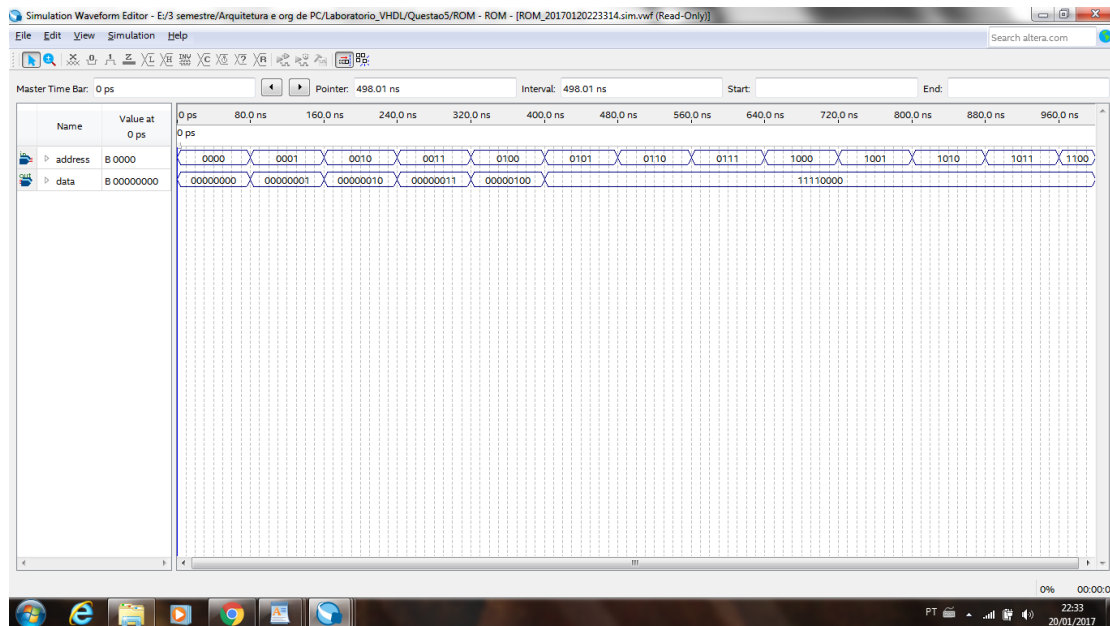 Simulation Waveform Editor - E:/3 semestre/Arquitetura e org de PC/Laboratorio_VHDL/Questao5/ROM - ROM - [ROM_20170120223314.sim.vwf (Read-Only)]
File Edit View Simulation Help
Search altera.com
Master Time Bar: 0 ps Pointer: 498.01 ns Interval: 498.01 ns Start: End:
Name Value at 0 ps
0 ps 80.0 ns 160.0 ns 240.0 ns 320.0 ns 400.0 ns 480.0 ns 560.0 ns 640.0 ns 720.0 ns 800.0 ns 880.0 ns 960.0 ns
0 ps
address B 0000 0000 0001 0010 0011 0100 0101 0110 0111 1000 1001 1010 1011 1100
data B 00000000 00000000 00000001 00000010 00000011 00000100 11110000
0% 00:00:0
PT 22:33
20/01/2017